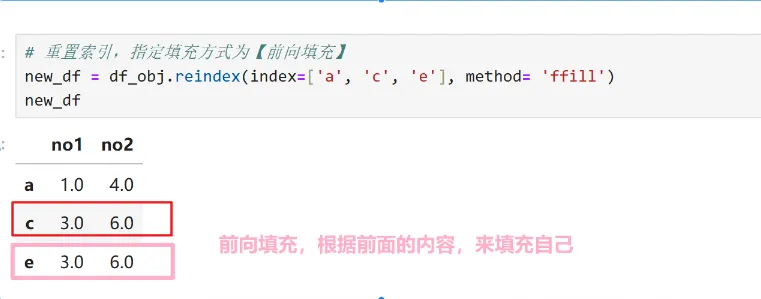 # 重置索引，指定填充方式为【前向填充】
new_df = df_obj.reindex(index=['a', 'c', 'e'], method= 'ffill')
new_df
no1 no2
a 1.0 4.0
c 3.0 6.0
e 3.0 6.0
前向填充，根据前面的内容，来填充自己